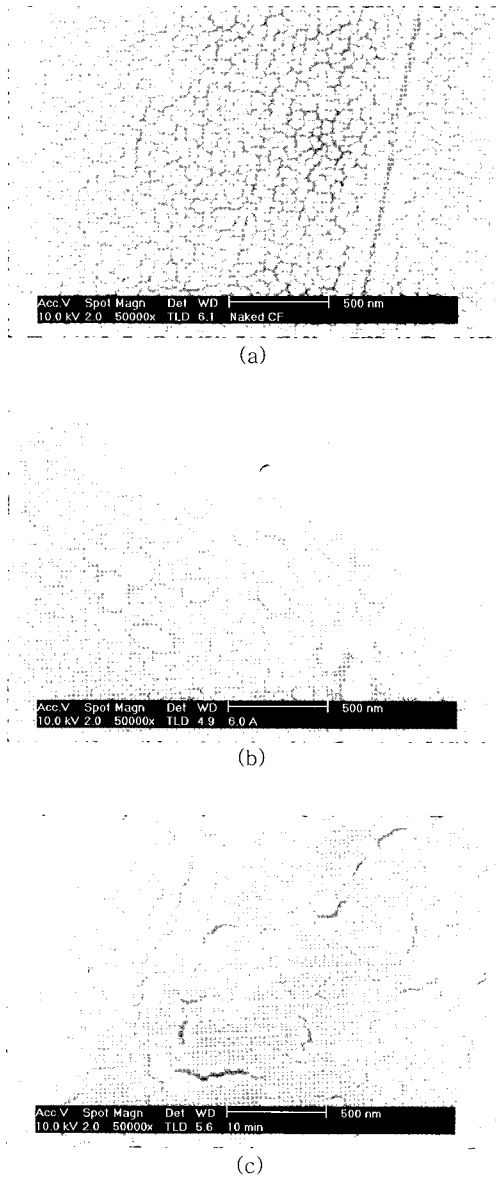 Acc.V Spot Magn Det WD 500 nm
10.0 kV 2.0 50000x TLD 6.1 Naked CF
(a)
Acc.V Spot Magn Det WD 500 nm
10.0 kV 2.0 50000x TLD 4.9 6.0 A
(b)
Acc.V Spot Magn Det WD 500 nm
10.0 kV 2.0 50000x TLD 5.6 10 min
(c)